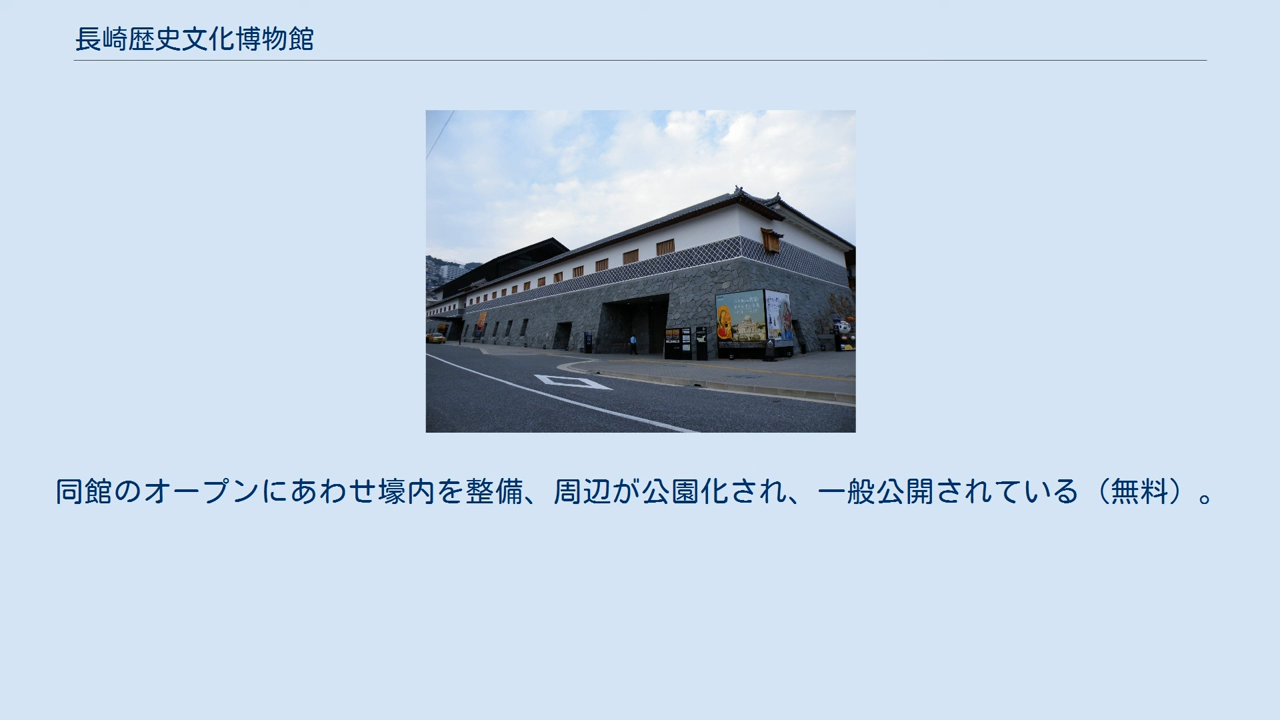 長崎歴史文化博物館
同館のオープンにあわせ壕内を整備、周辺が公園化され、一般公開されている（無料）。